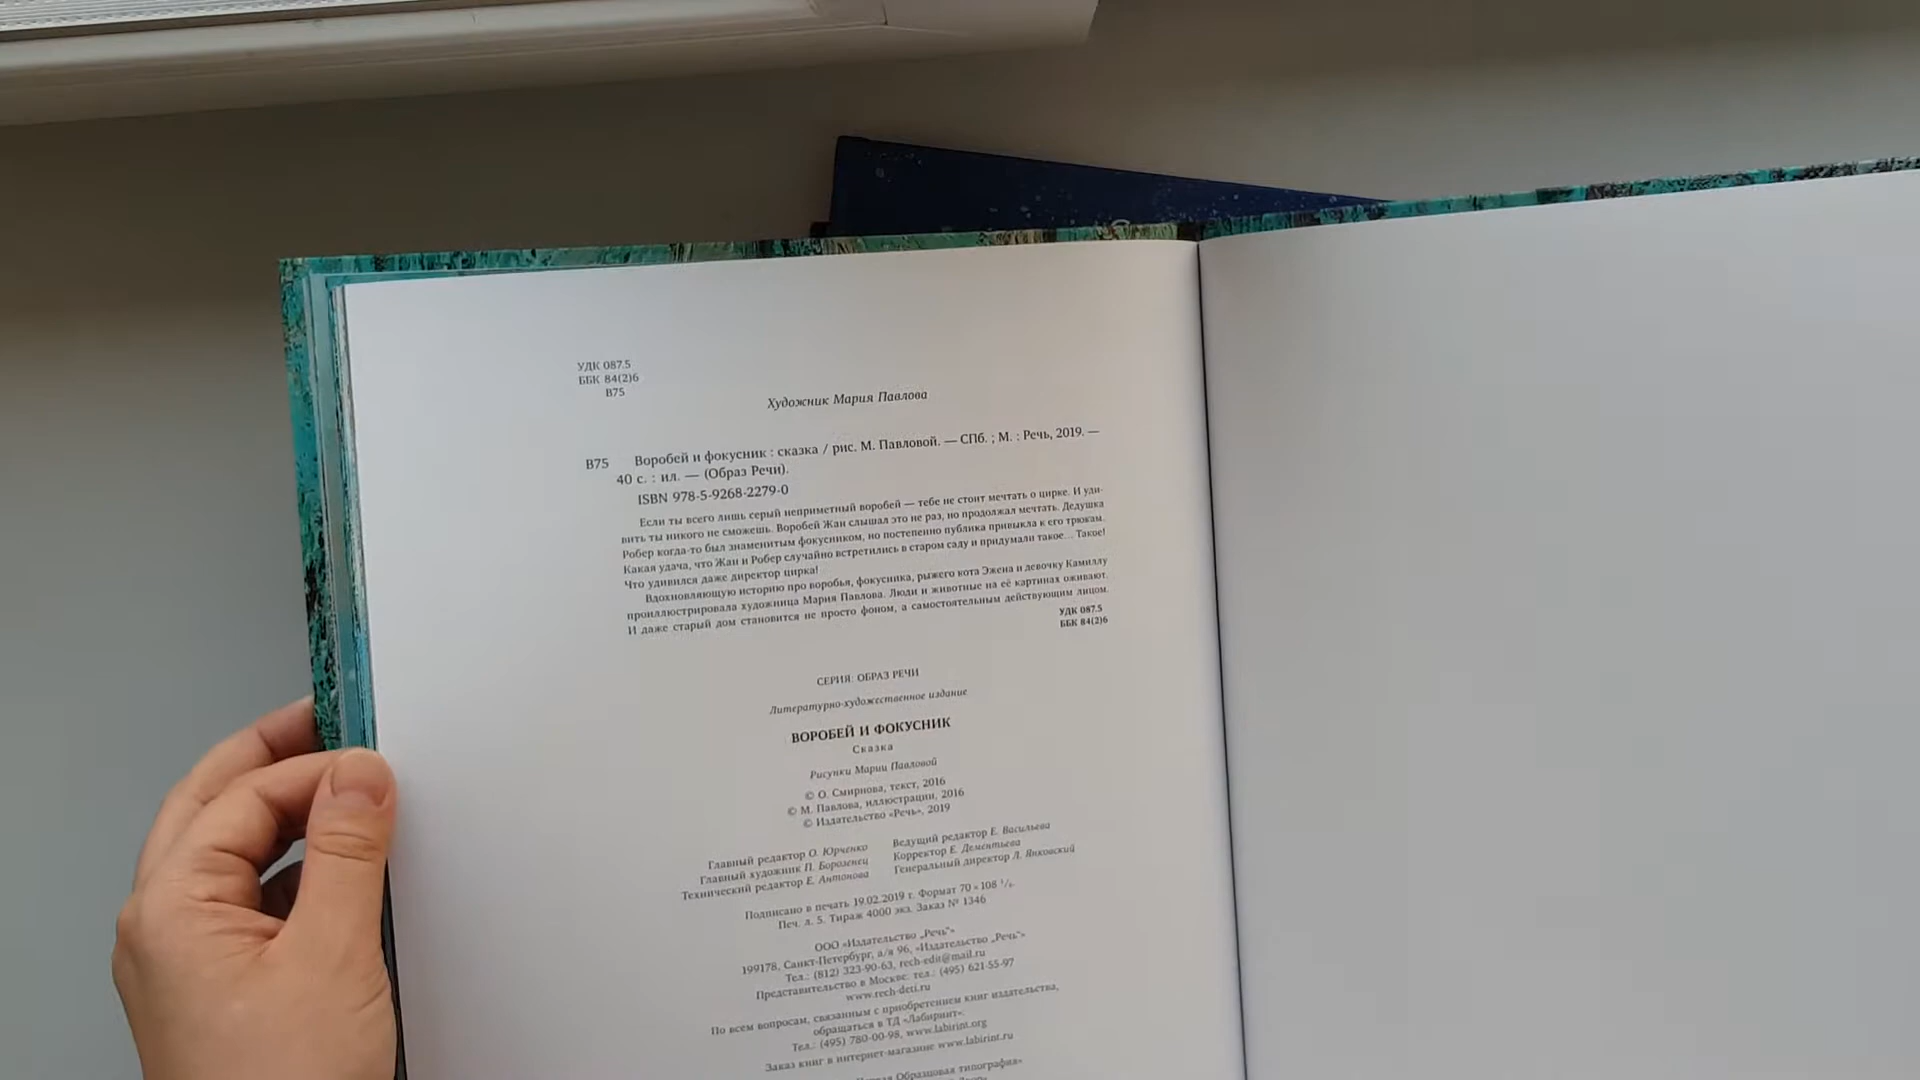 УДК 087.5
ББК 84(2)6
В75
Художник Мария Павлова
В75 Воробей и фокусник : сказка / рис. М. Павловой. — СПб. ; М. : Речь, 2019. —
40 с. : ил. — (Образ Речи).
ISBN 978-5-9268-2279-0
Если ты всего лишь серый неприметный воробей — тебе не стоит мечтать о цирке. И уди-
вить ты никого не сможешь. Воробей Жан слышал это не раз, но продолжал мечтать. Дедушка
Робер когда-то был знаменитым фокусником, но постепенно публика привыкла к его трюкам.
Какая удача, что Жан и Робер случайно встретились в старом саду и придумали такое... Такое!
Что удивился даже директор цирка!
Вдохновляющую историю про воробья, фокусника, рыжего кота Эжена и девочку Камиллу
проиллюстрировала художница Мария Павлова. Люди и животные на её картинах оживают.
И даже старый дом становится не просто фоном, а самостоятельным действующим лицом.
УДК 087.5
ББК 84(2)6
СЕРИЯ: ОБРАЗ РЕЧИ
Литературно-художественное издание
ВОРОБЕЙ И ФОКУСНИК
Сказка
Рисунки Марии Павловой
© О. Смирнова, текст, 2016
© М. Павлова, иллюстрации, 2016
© Издательство «Речь», 2019
Главный редактор О. Юрченко
Главный художник П. Борозенец
Технический редактор Е. Антонова
Ведущий редактор Е. Васильева
Корректор Е. Дементьева
Генеральный директор Л. Янковский
Подписано в печать 19.02.2019 г. Формат 70 × 108
Печ. л. 5. Тираж 4000 экз. Заказ № 1346
ООО «Издательство „Речь“»
199178, Санкт-Петербург, а/я 96, «Издательство „Речь“»
Тел.: (812) 323-90-63, rech-edit@mail.ru
Представительство в Москве: тел.: (495) 621-55-97
www.rech-deti.ru
По всем вопросам, связанным с приобретением книг издательства,
обращаться в ТД «Лабиринт»:
Тел.: (495) 780-00-98, www.labirint.org
Заказ книг в интернет-магазине www.labirint.ru
Образцовая типография»